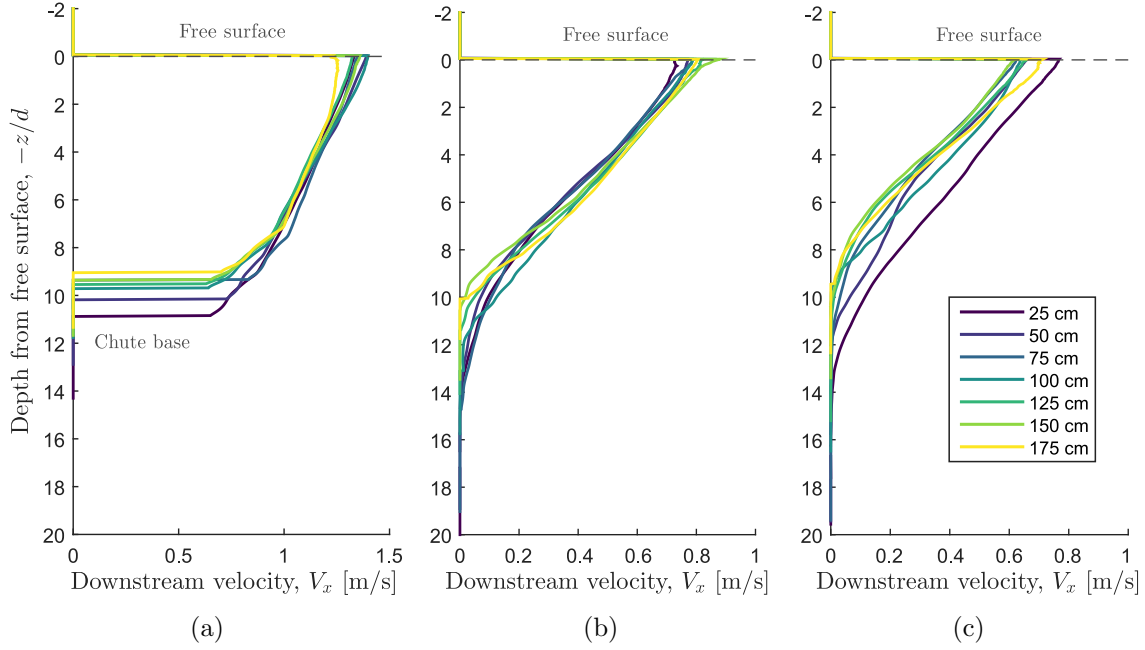 -2
0
2
4
6
8
10
12
14
16
18
20
Depth from free surface, −z/d
Free surface
Chute base
0
0.5
1
1.5
Downstream velocity, Vx [m/s]
(a)
-2
0
2
4
6
8
10
12
14
16
18
20
Free surface
0
0.2
0.4
0.6
0.8
1
Downstream velocity, Vx [m/s]
(b)
-2
0
2
4
6
8
10
12
14
16
18
20
Free surface
25 cm
50 cm
75 cm
100 cm
125 cm
150 cm
175 cm
0
0.2
0.4
0.6
0.8
1
Downstream velocity, Vx [m/s]
(c)